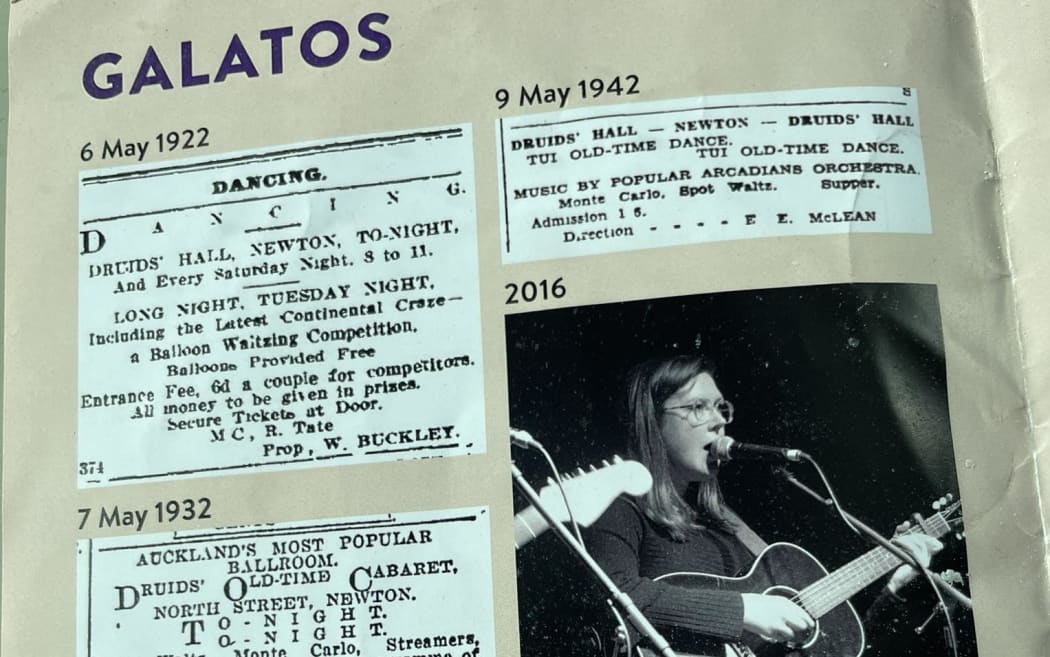 GALATOS
6 May 1922
DANCING.
D A N C I N G.
DRUIDS' HALL, NEWTON, TO-NIGHT,
And Every Saturday Night. 8 to 11.
LONG NIGHT, TUESDAY NIGHT,
Including the Latest Continental Craze—
a Balloon Waltzing Competition.
Balloons Provided Free
Entrance Fee, 6d a couple for competitors.
All money to be given in prizes.
Secure Tickets at Door.
M C, R. Tate
Prop, W. BUCKLEY.
374
7 May 1932
AUCKLAND'S MOST POPULAR
BALLROOM.
DRUIDS' OLD-TIME CABARET,
NORTH STREET, NEWTON.
TO-NIGHT.
TO-NIGHT.
Monte Carlo, Streamers,
of
9 May 1942
8
DRUIDS' HALL — NEWTON — DRUIDS' HALL
TUI OLD-TIME DANCE.
TUI OLD-TIME DANCE.
MUSIC BY POPULAR ARCADIANS ORCHESTRA.
Monte Carlo, Spot Waltz. Supper.
Admission 1 6.
Direction - - - - E E. McLEAN
2016